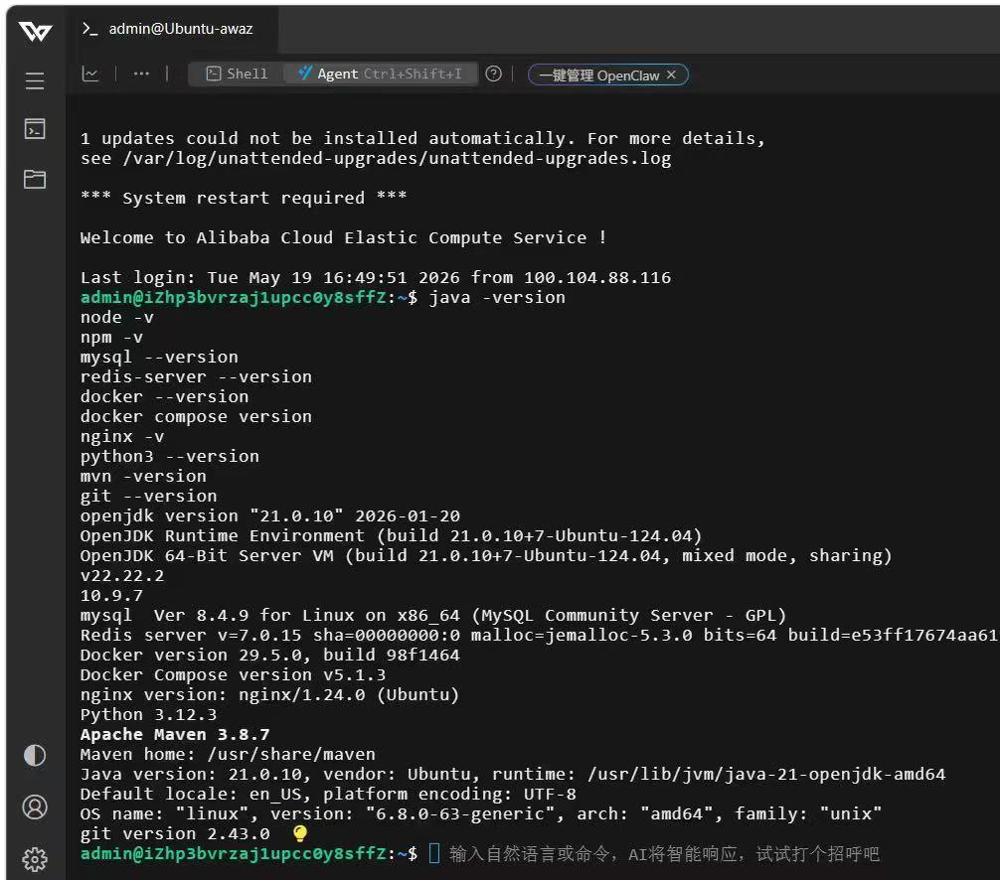 admin@Ubuntu-awaz
Shell Agent Ctrl+Shift+I 一键管理 OpenClaw
1 updates could not be installed automatically. For more details,
see /var/log/unattended-upgrades/unattended-upgrades.log
*** System restart required ***
Welcome to Alibaba Cloud Elastic Compute Service !
Last login: Tue May 19 16:49:51 2026 from 100.104.88.116
admin@iZhp3bvrzaj1upcc0y8sffZ:~$ java -version
node -v
npm -v
mysql --version
redis-server --version
docker --version
docker compose version
nginx -v
python3 --version
mvn -version
git --version
openjdk version "21.0.10" 2026-01-20
OpenJDK Runtime Environment (build 21.0.10+7-Ubuntu-124.04)
OpenJDK 64-Bit Server VM (build 21.0.10+7-Ubuntu-124.04, mixed mode, sharing)
v22.22.2
10.9.7
mysql  Ver 8.4.9 for Linux on x86_64 (MySQL Community Server - GPL)
Redis server v=7.0.15 sha=00000000:0 malloc=jemalloc-5.3.0 bits=64 build=e53ff17674aa61
Docker version 29.5.0, build 98f1464
Docker Compose version v5.1.3
nginx version: nginx/1.24.0 (Ubuntu)
Python 3.12.3
Apache Maven 3.8.7
Maven home: /usr/share/maven
Java version: 21.0.10, vendor: Ubuntu, runtime: /usr/lib/jvm/java-21-openjdk-amd64
Default locale: en_US, platform encoding: UTF-8
OS name: "linux", version: "6.8.0-63-generic", arch: "amd64", family: "unix"
git version 2.43.0
admin@iZhp3bvrzaj1upcc0y8sffZ:~$ 输入自然语言或命令，AI将智能响应，试试打个招呼吧